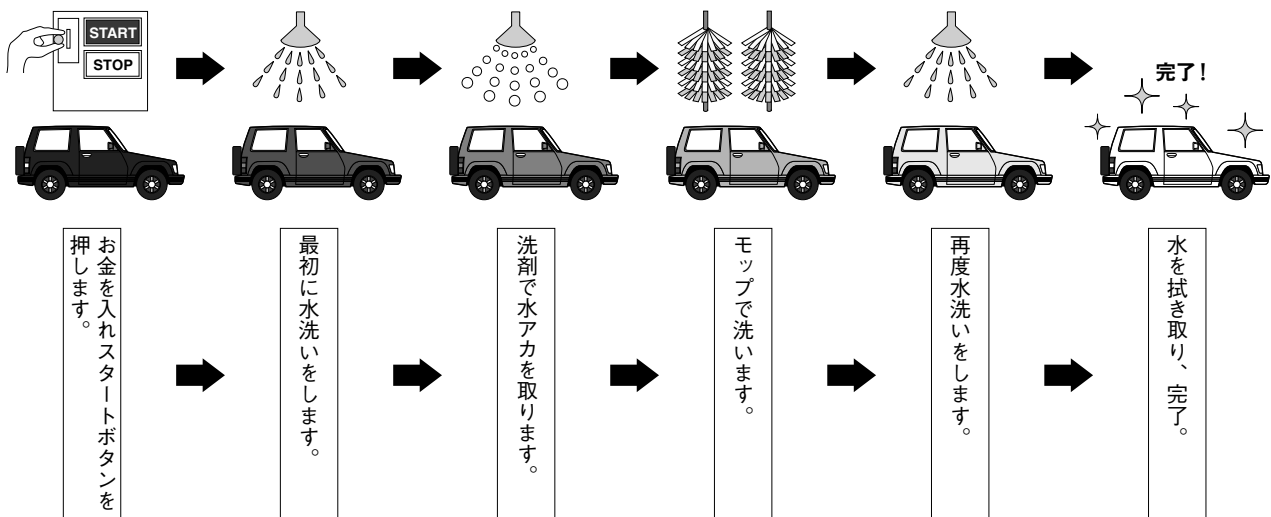 START
STOP
完了!
お金を入れスタートボタンを
押します。
最初に水洗いをします。
洗剤で水アカを取ります。
モップで洗います。
再度水洗いをします。
水を拭き取り、完了。